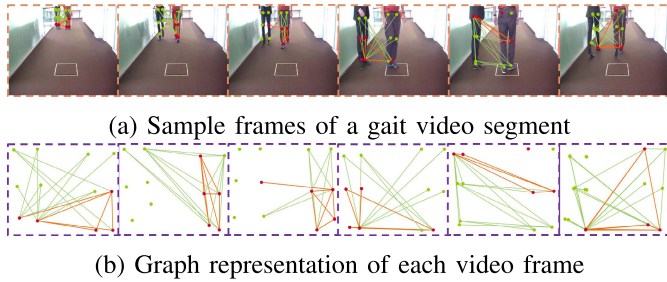 (a) Sample frames of a gait video segment
(b) Graph representation of each video frame